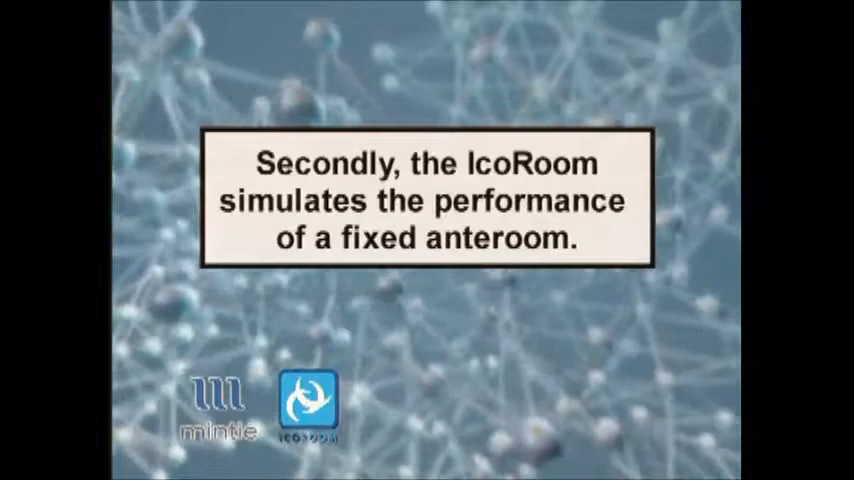 Secondly, the IcoRoom
simulates the performance
of a fixed anteroom.
mintie
ICOROOM